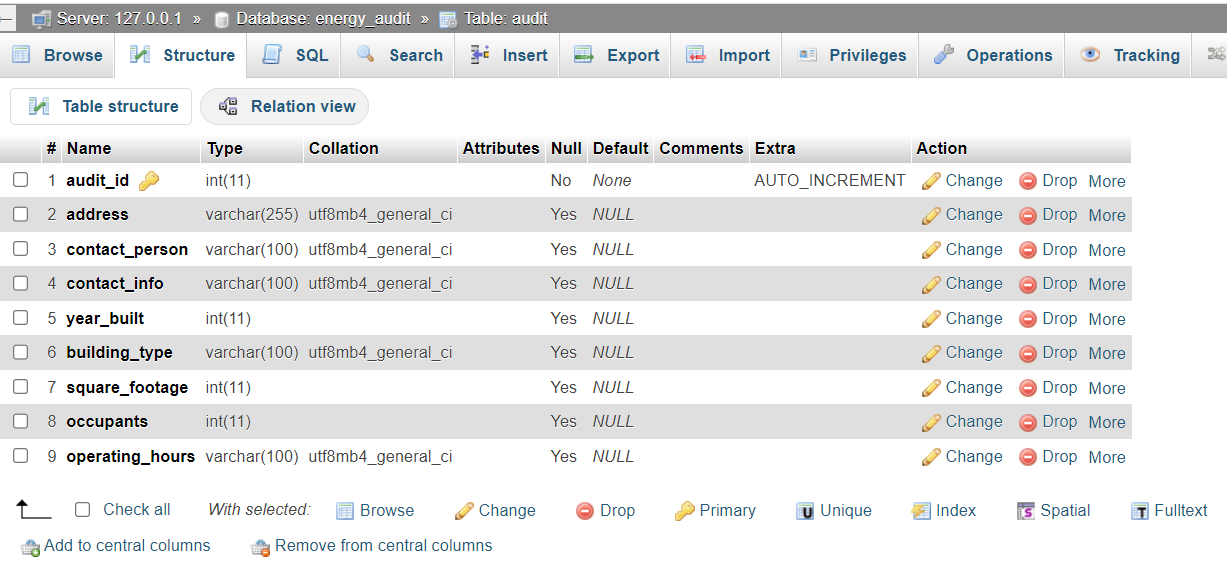 Server: 127.0.0.1 » Database: energy_audit » Table: audit
Browse Structure SQL Search Insert Export Import Privileges Operations Tracking
Table structure Relation view
# Name Type Collation Attributes Null Default Comments Extra Action
1 audit_id int(11) No None AUTO_INCREMENT Change Drop More
2 address varchar(255) utf8mb4_general_ci Yes NULL Change Drop More
3 contact_person varchar(100) utf8mb4_general_ci Yes NULL Change Drop More
4 contact_info varchar(100) utf8mb4_general_ci Yes NULL Change Drop More
5 year_built int(11) Yes NULL Change Drop More
6 building_type varchar(100) utf8mb4_general_ci Yes NULL Change Drop More
7 square_footage int(11) Yes NULL Change Drop More
8 occupants int(11) Yes NULL Change Drop More
9 operating_hours varchar(100) utf8mb4_general_ci Yes NULL Change Drop More
Check all With selected: Browse Change Drop Primary U Unique Index S Spatial T Fulltext
Add to central columns Remove from central columns